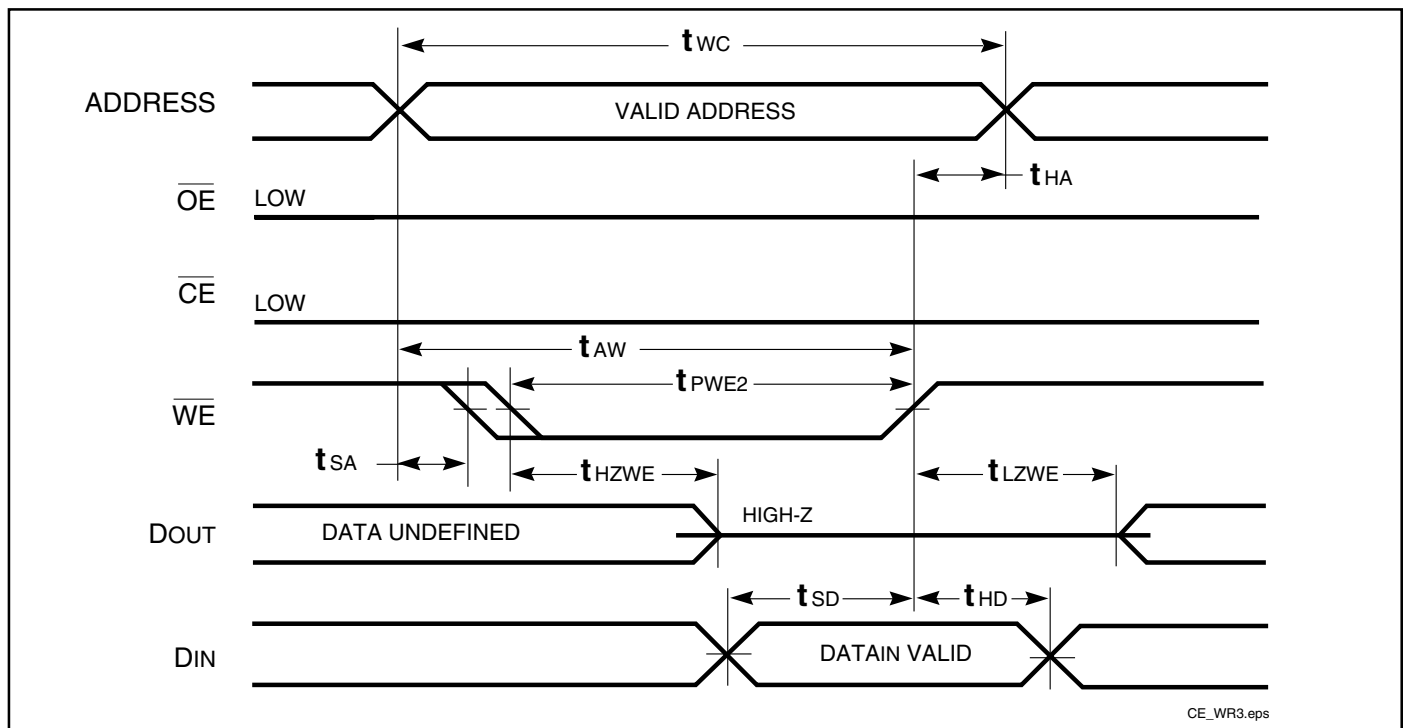 tWC
ADDRESS
VALID ADDRESS
tHA
OE
LOW
CE
LOW
tAW
tPWE2
WE
tSA
tHZWE
tLZWE
HIGH-Z
DOUT
DATA UNDEFINED
tSD
tHD
DIN
DATAIN VALID
CE_WR3.eps